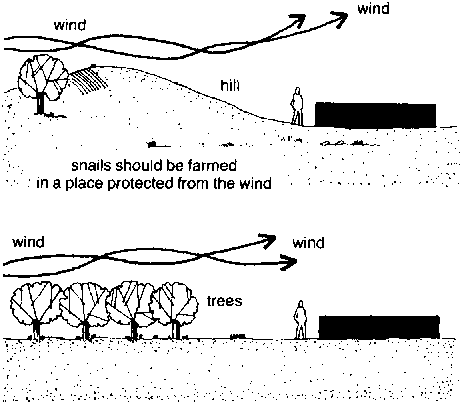 wind
wind
hill
snails should be farmed
in a place protected from the wind
wind
wind
trees